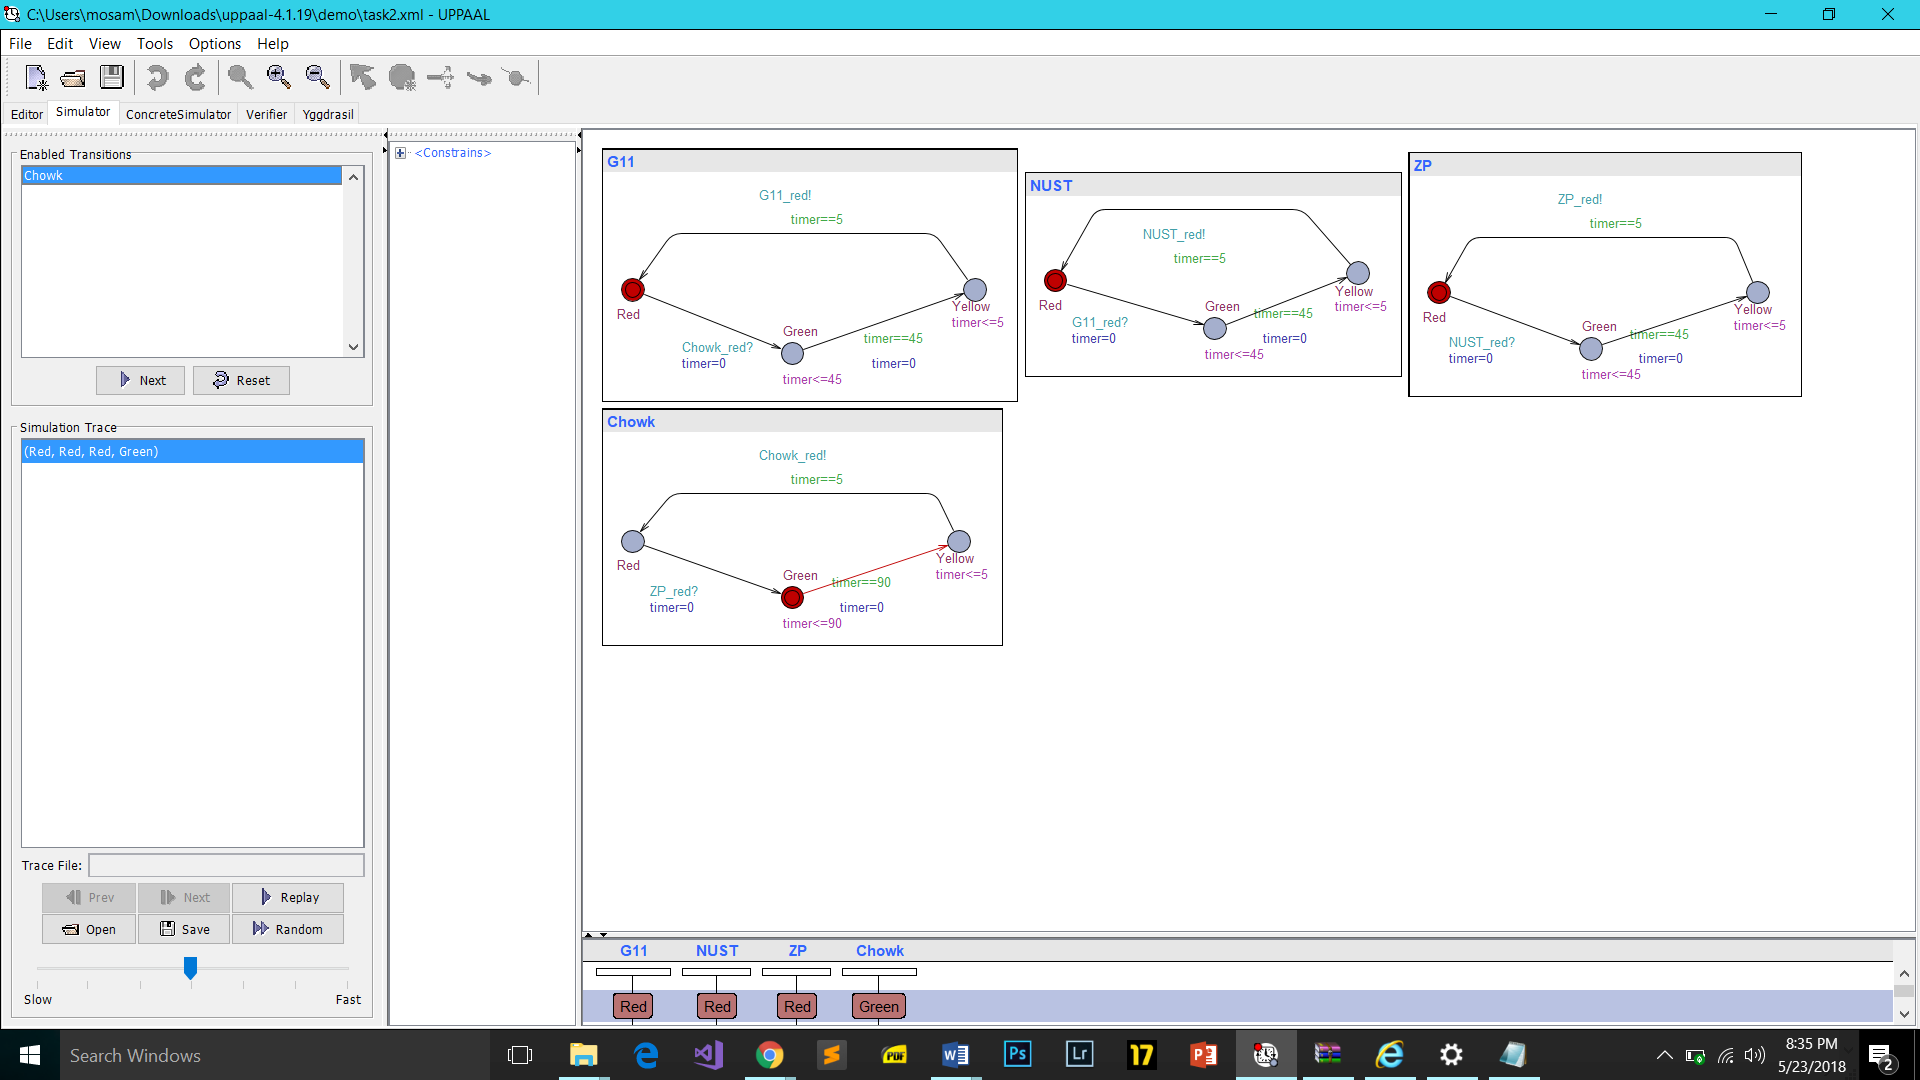 C:\Users\mosam\Downloads\uppaal-4.1.19\demo\task2.xml - UPPAAL
File Edit View Tools Options Help
Editor Simulator ConcreteSimulator Verifier Yggdrasil
Enabled Transitions
Chowk
Next Reset
Simulation Trace
(Red, Red, Red, Green)
Trace File:
Prev Next Replay
Open Save Random
Slow Fast
<Constrains>
G11
G11_red!
timer==5
Red
Yellow
timer<=5
Green
timer==45
Chowk_red?
timer=0
timer=0
timer<=45
NUST
NUST_red!
timer==5
Red
Yellow
timer<=5
Green
timer==45
G11_red?
timer=0
timer=0
timer<=45
ZP
ZP_red!
timer==5
Red
Yellow
timer<=5
Green
timer==45
NUST_red?
timer=0
timer=0
timer<=45
Chowk
Chowk_red!
timer==5
Red
Yellow
timer<=5
Green
timer==90
ZP_red?
timer=0
timer=0
timer<=90
G11 NUST ZP Chowk
Red Red Red Green
Search Windows
PDF
Ps
Lr
17
8:35 PM
5/23/2018
2